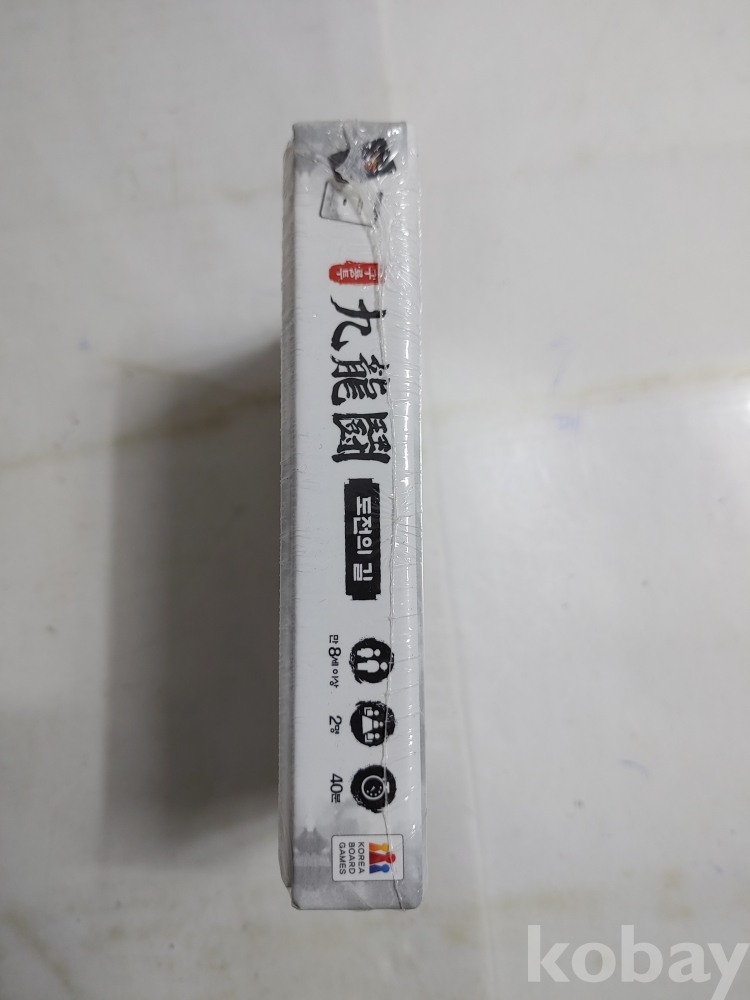 구룡투
九龍鬪
도전의 길
만 8세 이상
2명
40분
KOREA
BOARD
GAMES
kobay